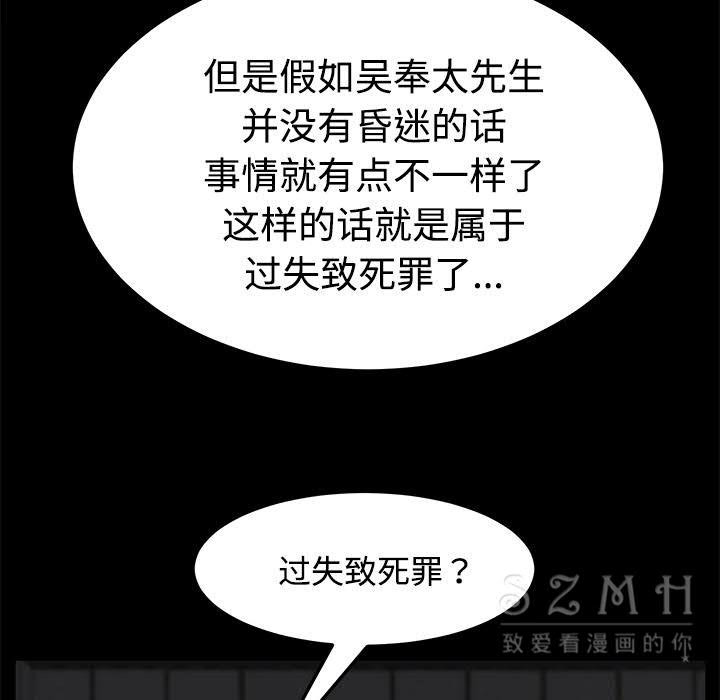 但是假如吴奉太先生
并没有昏迷的话
事情就有点不一样了
这样的话就是属于
过失致死罪了...
过失致死罪？
SZMH
致爱看漫画的你